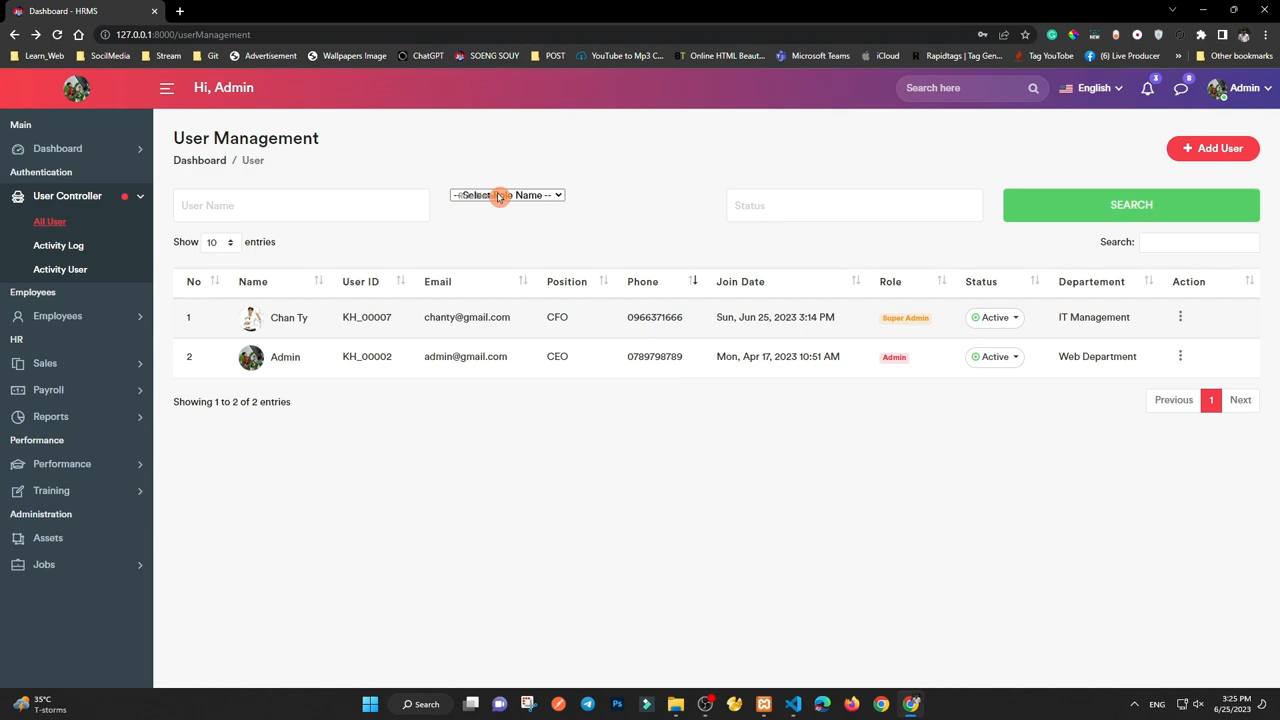 Dashboard - HRMS
127.0.0.1:8000/userManagement
Learn_Web
SocilMedia
Stream
Git
Advertisement
Wallpapers Image
ChatGPT
SOENG SOUY
POST
YouTube to Mp3 C...
Online HTML Beaut...
Microsoft Teams
iCloud
Rapidtags | Tag Gen...
Tag YouTube
(6) Live Producer
»
Other bookmarks
Hi, Admin
Search here
English
3
8
Admin
Main
Dashboard
Authentication
User Controller
All User
Activity Log
Activity User
Employees
Employees
HR
Sales
Payroll
Reports
Performance
Performance
Training
Administration
Assets
Jobs
User Management
Dashboard / User
+ Add User
User Name
Status
SEARCH
Show 10 entries
Search:
No Name User ID Email Position Phone Join Date Role Status Departement Action
1 Chan Ty KH_00007 chanty@gmail.com CFO 0966371666 Sun, Jun 25, 2023 3:14 PM Super Admin Active IT Management
2 Admin KH_00002 admin@gmail.com CEO 0789798789 Mon, Apr 17, 2023 10:51 AM Admin Active Web Department
Showing 1 to 2 of 2 entries
Previous 1 Next
35°C
T-storms
Search
ENG
3:25 PM
6/25/2023